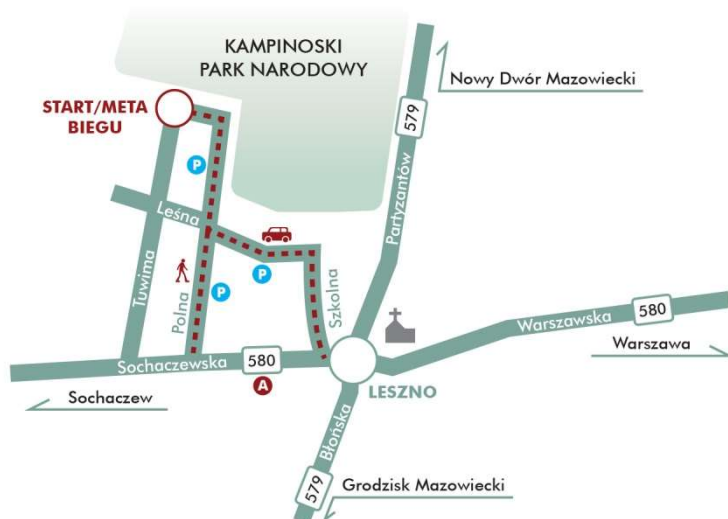 KAMPINOSKI
PARK NARODOWY
Nowy Dwór Mazowiecki
START/META
BIEGU
579
P
Partyzantów
Leśna
Tuwima
Polna
P
P
Szkolna
580
Warszawska
Warszawa
Sochaczewska
580
A
Sochaczew
LESZNO
Błońska
579
Grodzisk Mazowiecki